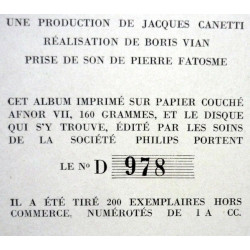 UNE PRODUCTION DE JACQUES CANETTI
RÉALISATION DE BORIS VIAN
PRISE DE SON DE PIERRE FATOSME
CET ALBUM IMPRIMÉ SUR PAPIER COUCHÉ
AFNOR VII, 160 GRAMMES, ET LE DISQUE
QUI S'Y TROUVE, ÉDITÉ PAR LES SOINS
DE LA SOCIÉTÉ PHILIPS PORTENT
LE No D 978
IL A ÉTÉ TIRÉ 200 EXEMPLAIRES HORS
COMMERCE, NUMÉROTÉS DE I A CC.